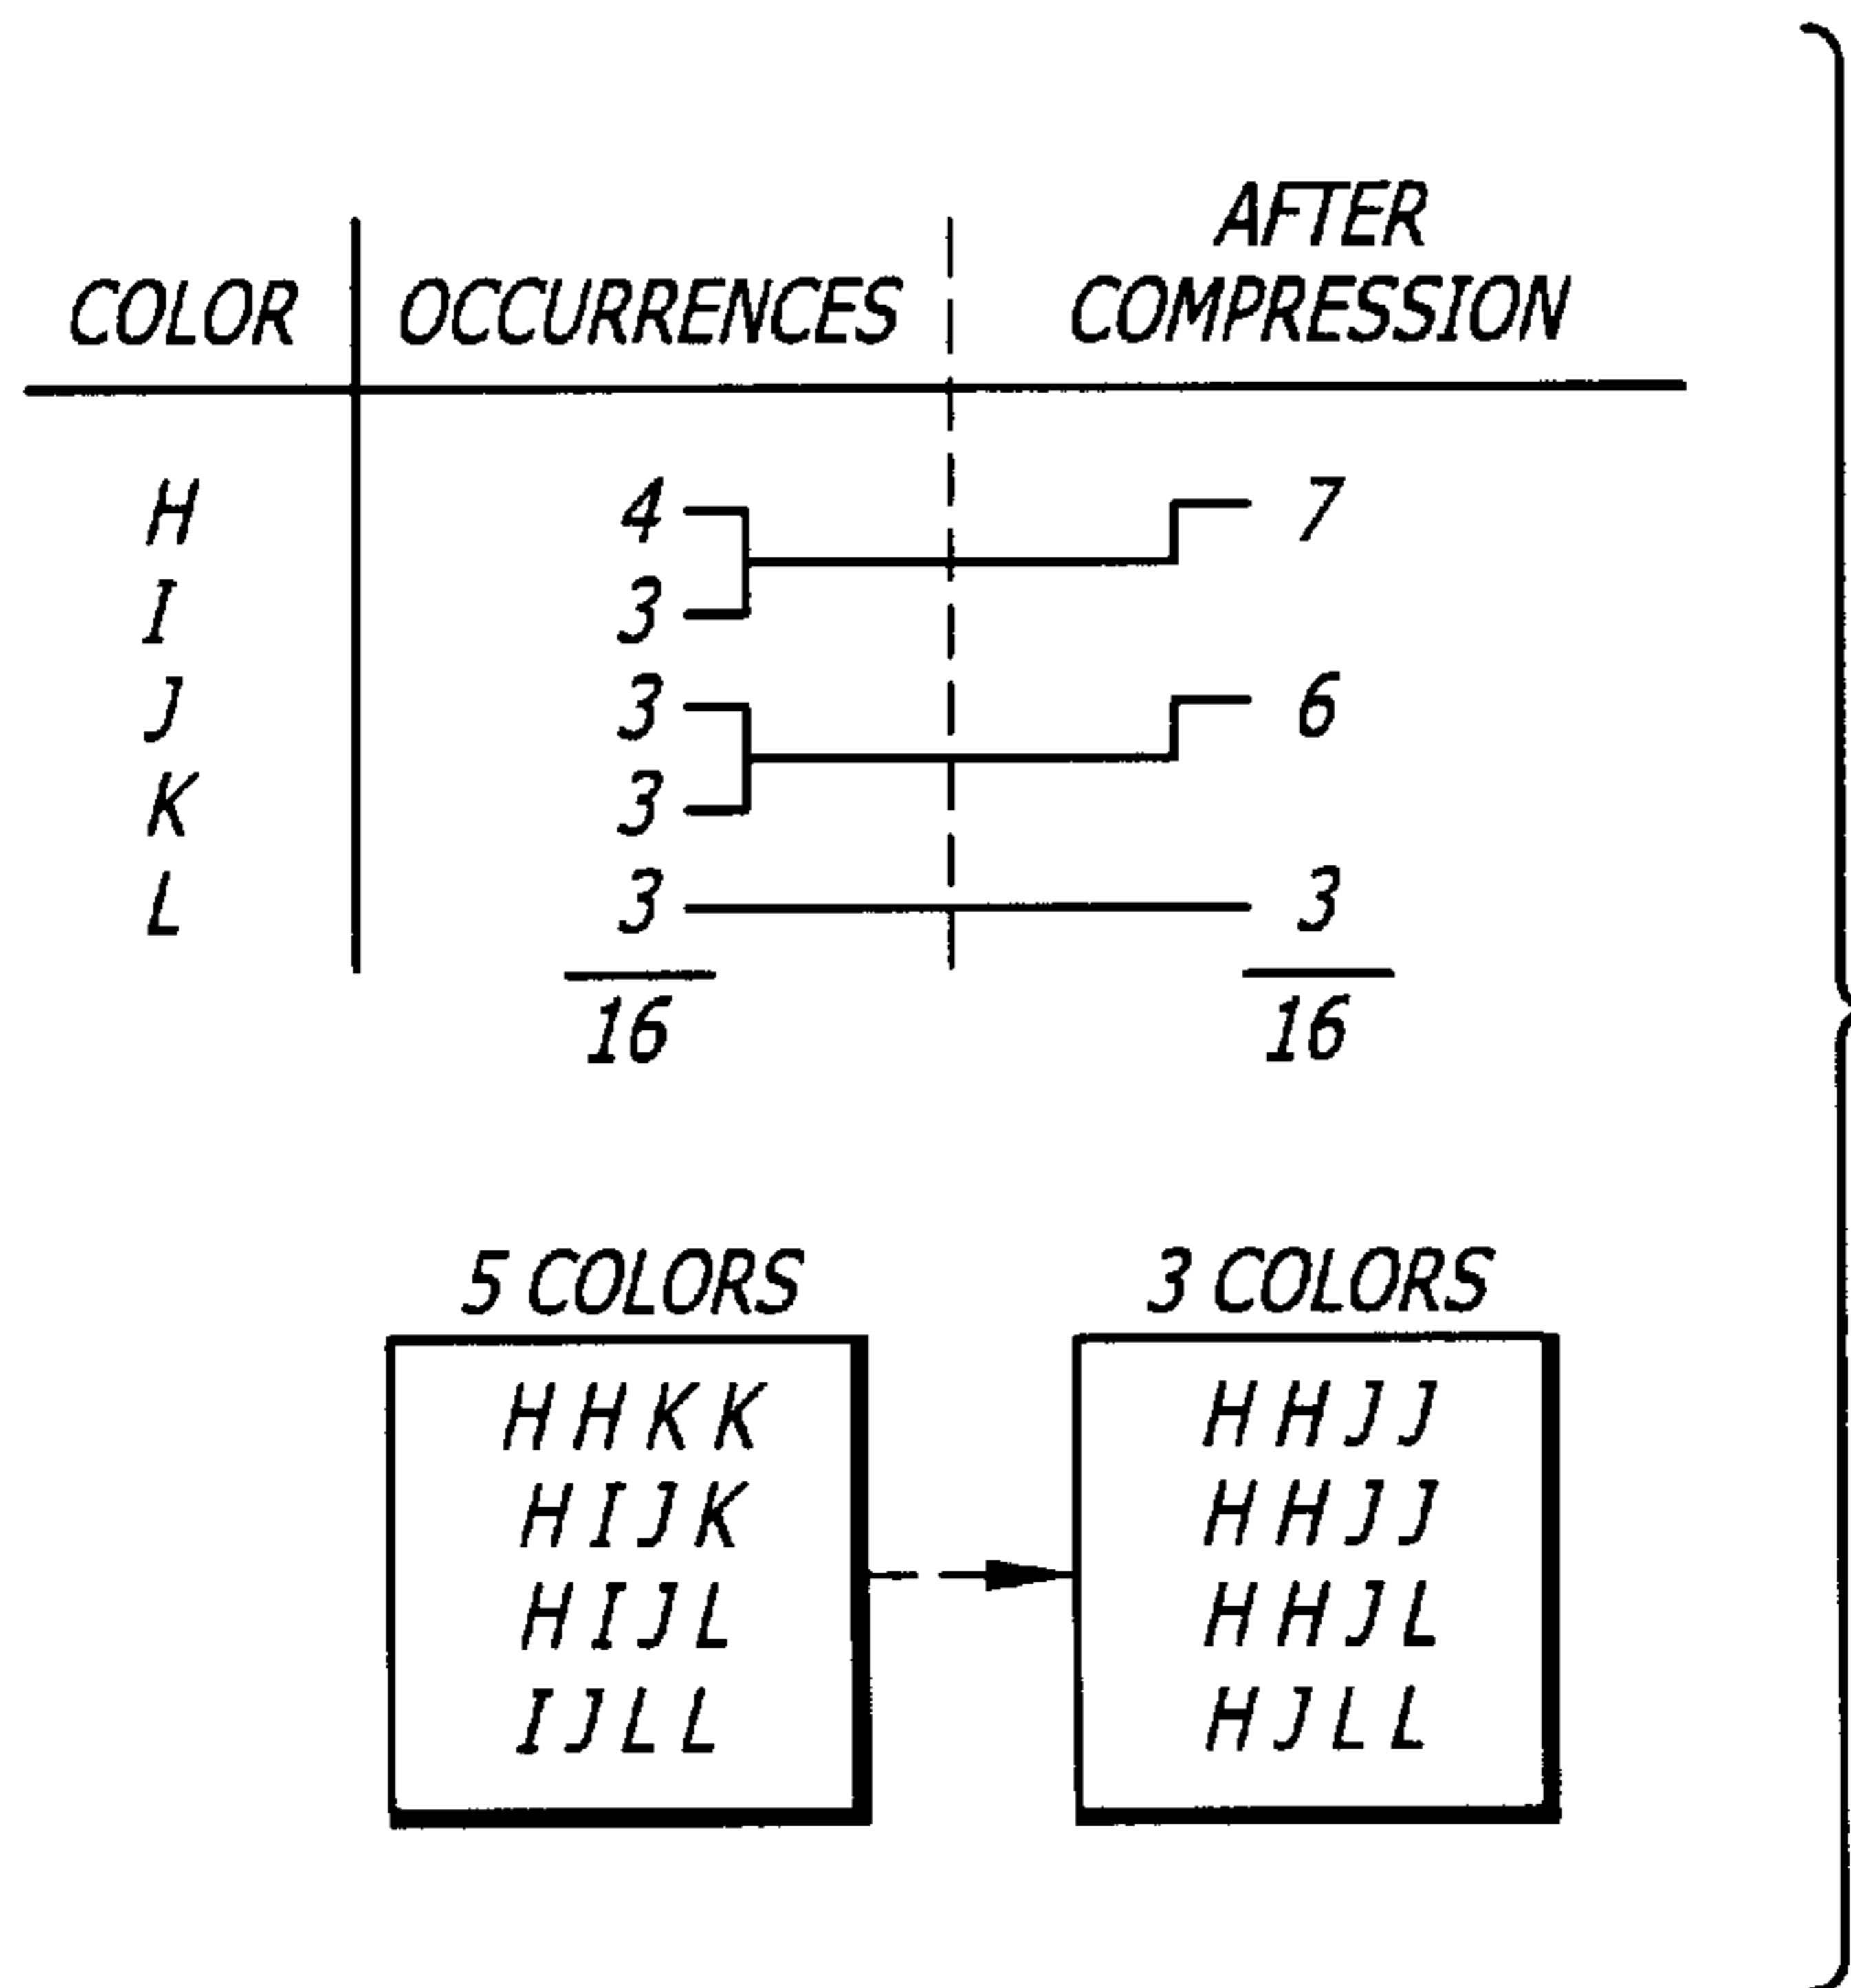 AFTER
COLOR OCCURRENCES COMPRESSION
H 4 7
I 3
J 3 6
K 3
L 3 3
16 16
5 COLORS 3 COLORS
H H K K H H J J
H I J K H H J J
H I J L H H J L
I J L L H J L L